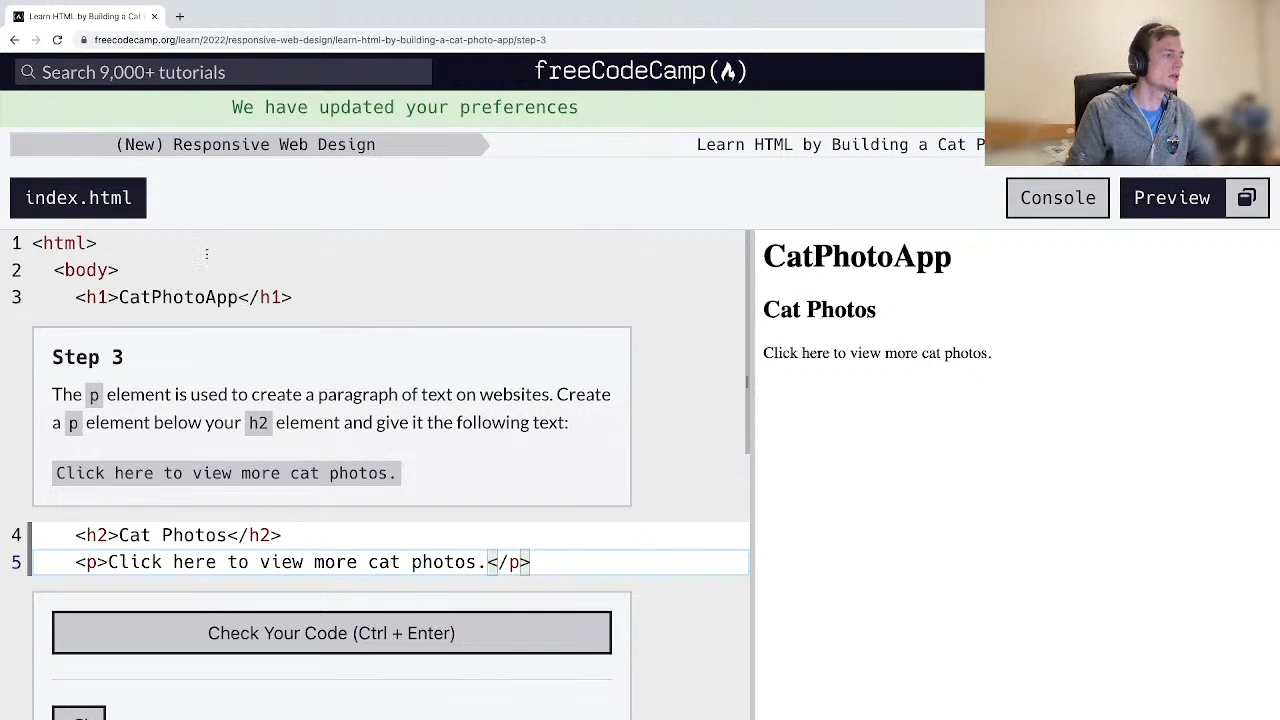 Learn HTML by Building a Cat
freecodecamp.org/learn/2022/responsive-web-design/learn-html-by-building-a-cat-photo-app/step-3
Search 9,000+ tutorials
freeCodeCamp
We have updated your preferences
(New) Responsive Web Design
Learn HTML by Building a Cat P
index.html
Console
Preview
1 <html>
2 <body>
3 <h1>CatPhotoApp</h1>
Step 3
The p element is used to create a paragraph of text on websites. Create
a p element below your h2 element and give it the following text:
Click here to view more cat photos.
4 <h2>Cat Photos</h2>
5 <p>Click here to view more cat photos.</p>
Check Your Code (Ctrl + Enter)
CatPhotoApp
Cat Photos
Click here to view more cat photos.